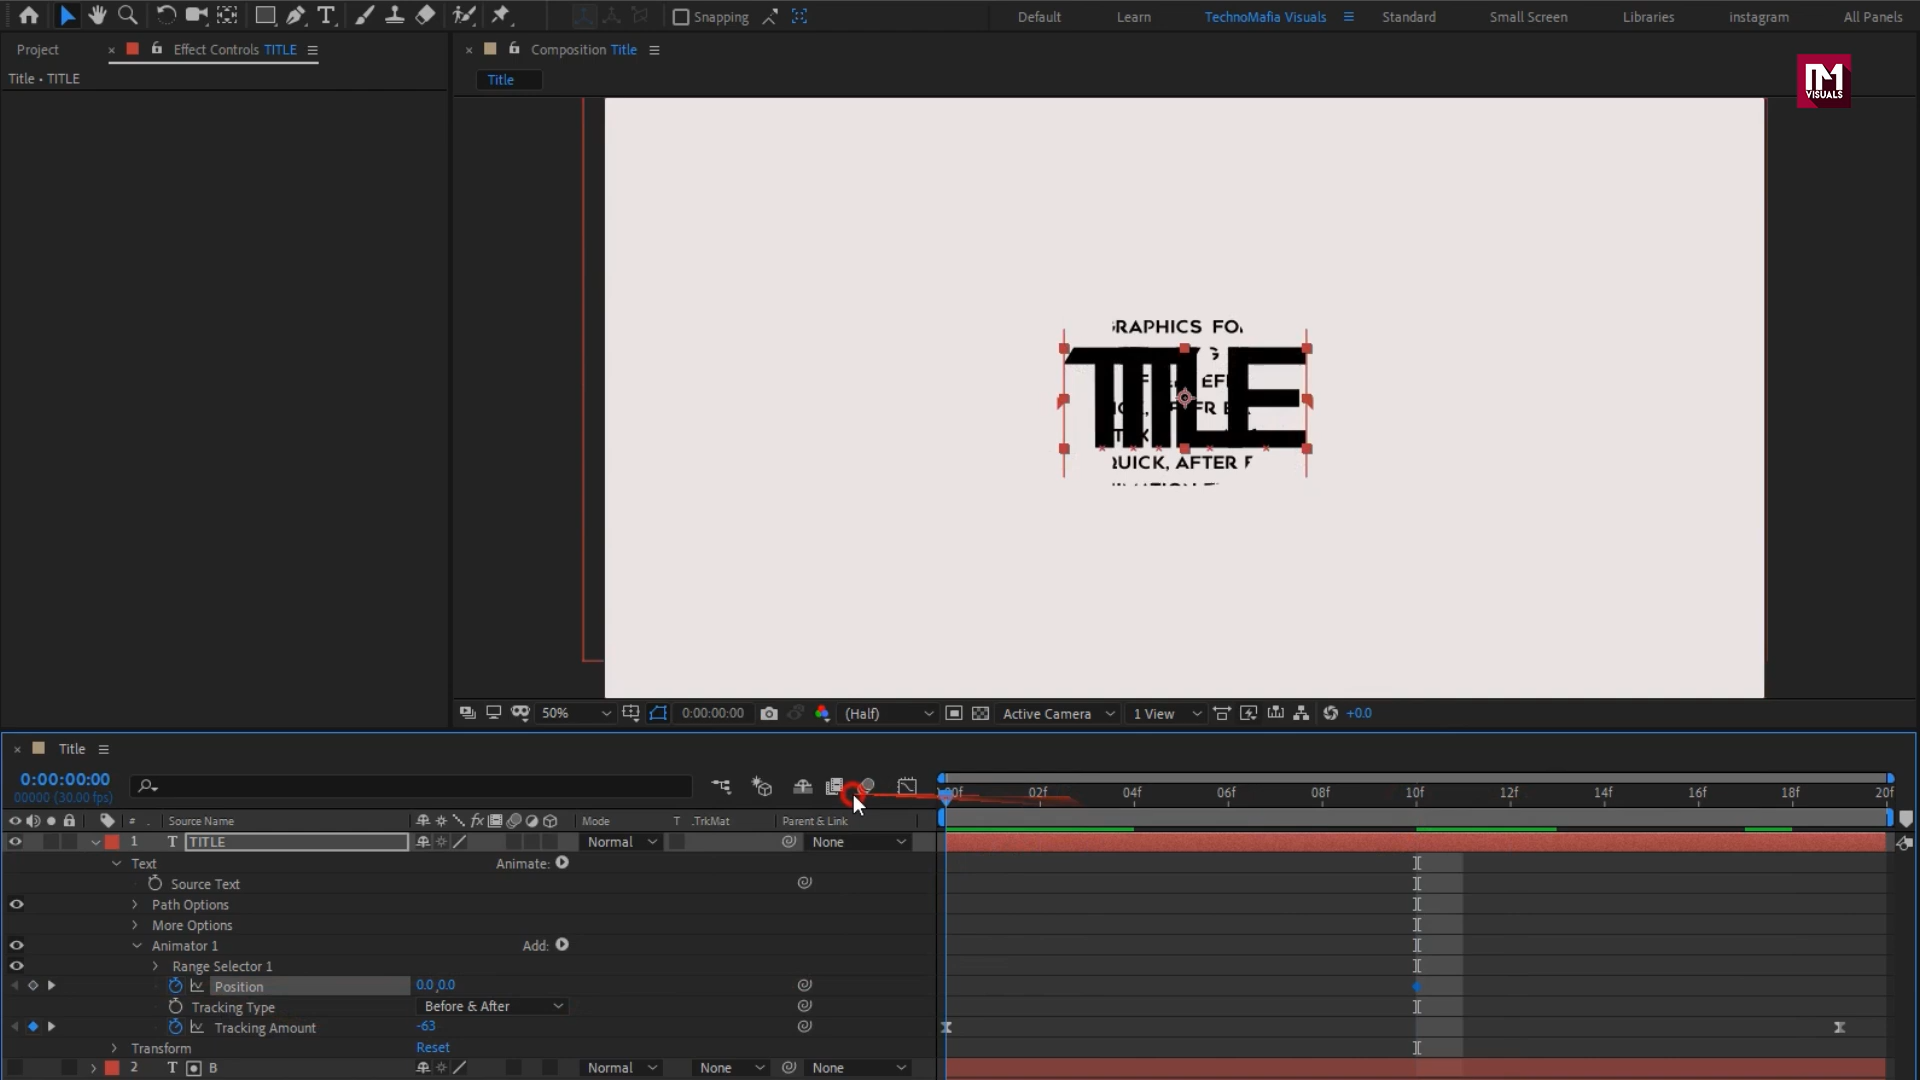 Snapping
Default
Learn
TechnoMafia Visuals
Standard
Small Screen
Libraries
instagram
All Panels
Project
Effect Controls TITLE
Composition Title
Title • TITLE
Title
VISUALS
GRAPHICS FO
TITLE
QUICK, AFTER
50%
0:00:00:00
(Half)
Active Camera
1 View
+0.0
Title
0:00:00:00
00000 (30.00 fps)
02f 04f 06f 08f 10f 12f 14f 16f 18f 20f
# Source Name Mode T .TrkMat Parent & Link
1 T TITLE Normal None
Text Animate:
Source Text
Path Options
More Options
Animator 1 Add:
Range Selector 1
Position 0.0,0.0
Tracking Type Before & After
Tracking Amount -63
Transform Reset
2 T B Normal None None